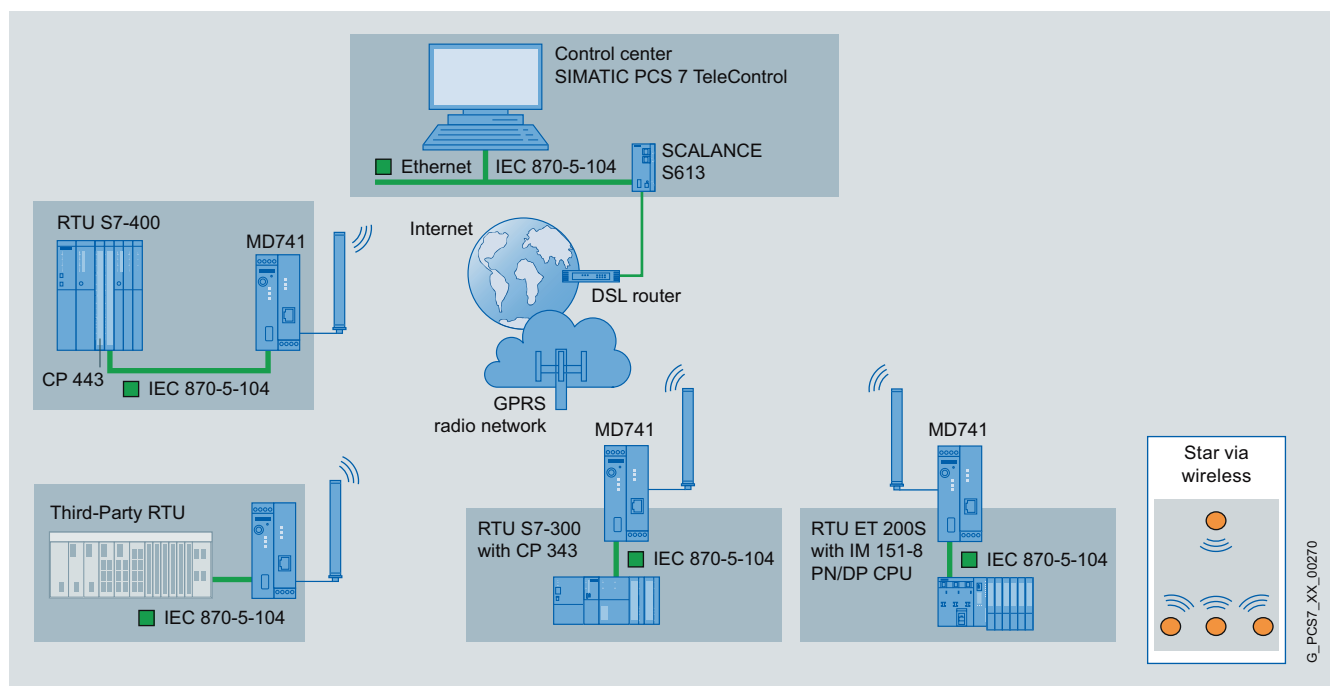 Control center
SIMATIC PCS 7 TeleControl
Ethernet
IEC 870-5-104
SCALANCE
S613
RTU S7-400
MD741
CP 443
IEC 870-5-104
Internet
DSL router
GPRS
radio network
Third-Party RTU
IEC 870-5-104
MD741
RTU S7-300
with CP 343
IEC 870-5-104
MD741
RTU ET 200S
with IM 151-8
PN/DP CPU
IEC 870-5-104
Star via
wireless
G_PCS7_XX_00270